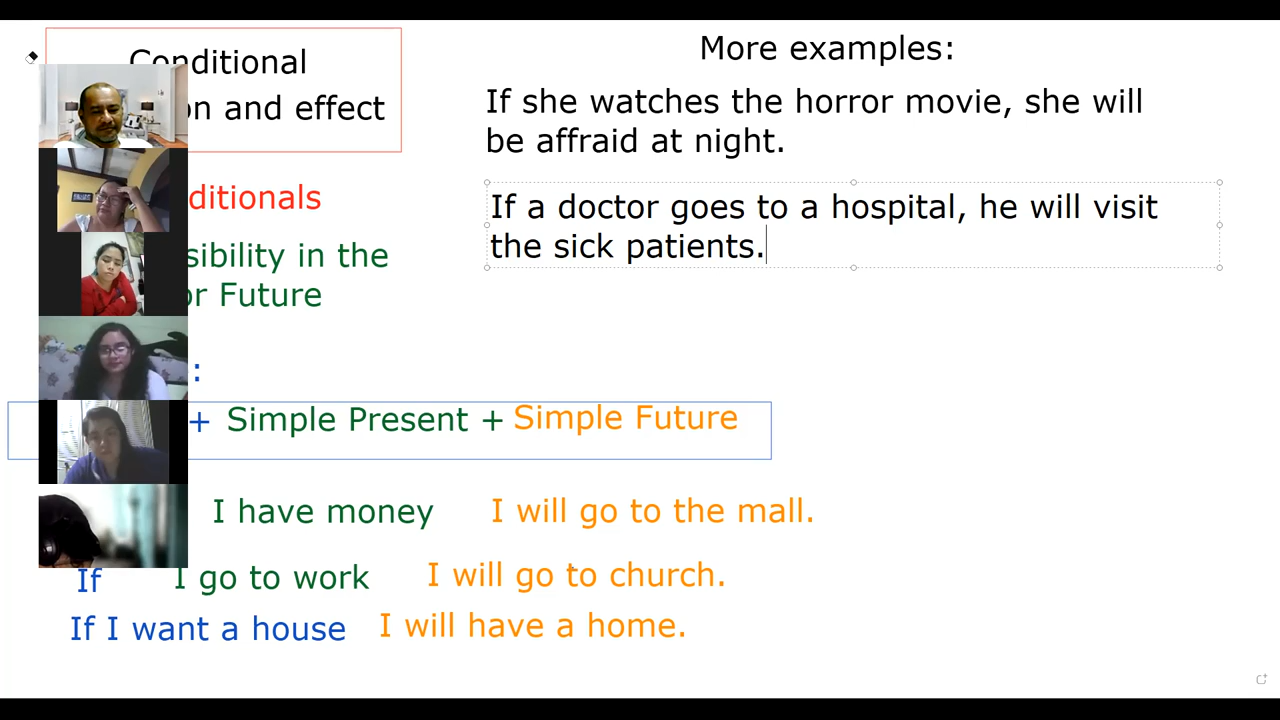 Conditional
on and effect
ditionals
sibility in the
or Future
:
+ Simple Present + Simple Future
I have money I will go to the mall.
If I go to work I will go to church.
If I want a house I will have a home.
More examples:
If she watches the horror movie, she will
be affraid at night.
If a doctor goes to a hospital, he will visit
the sick patients.